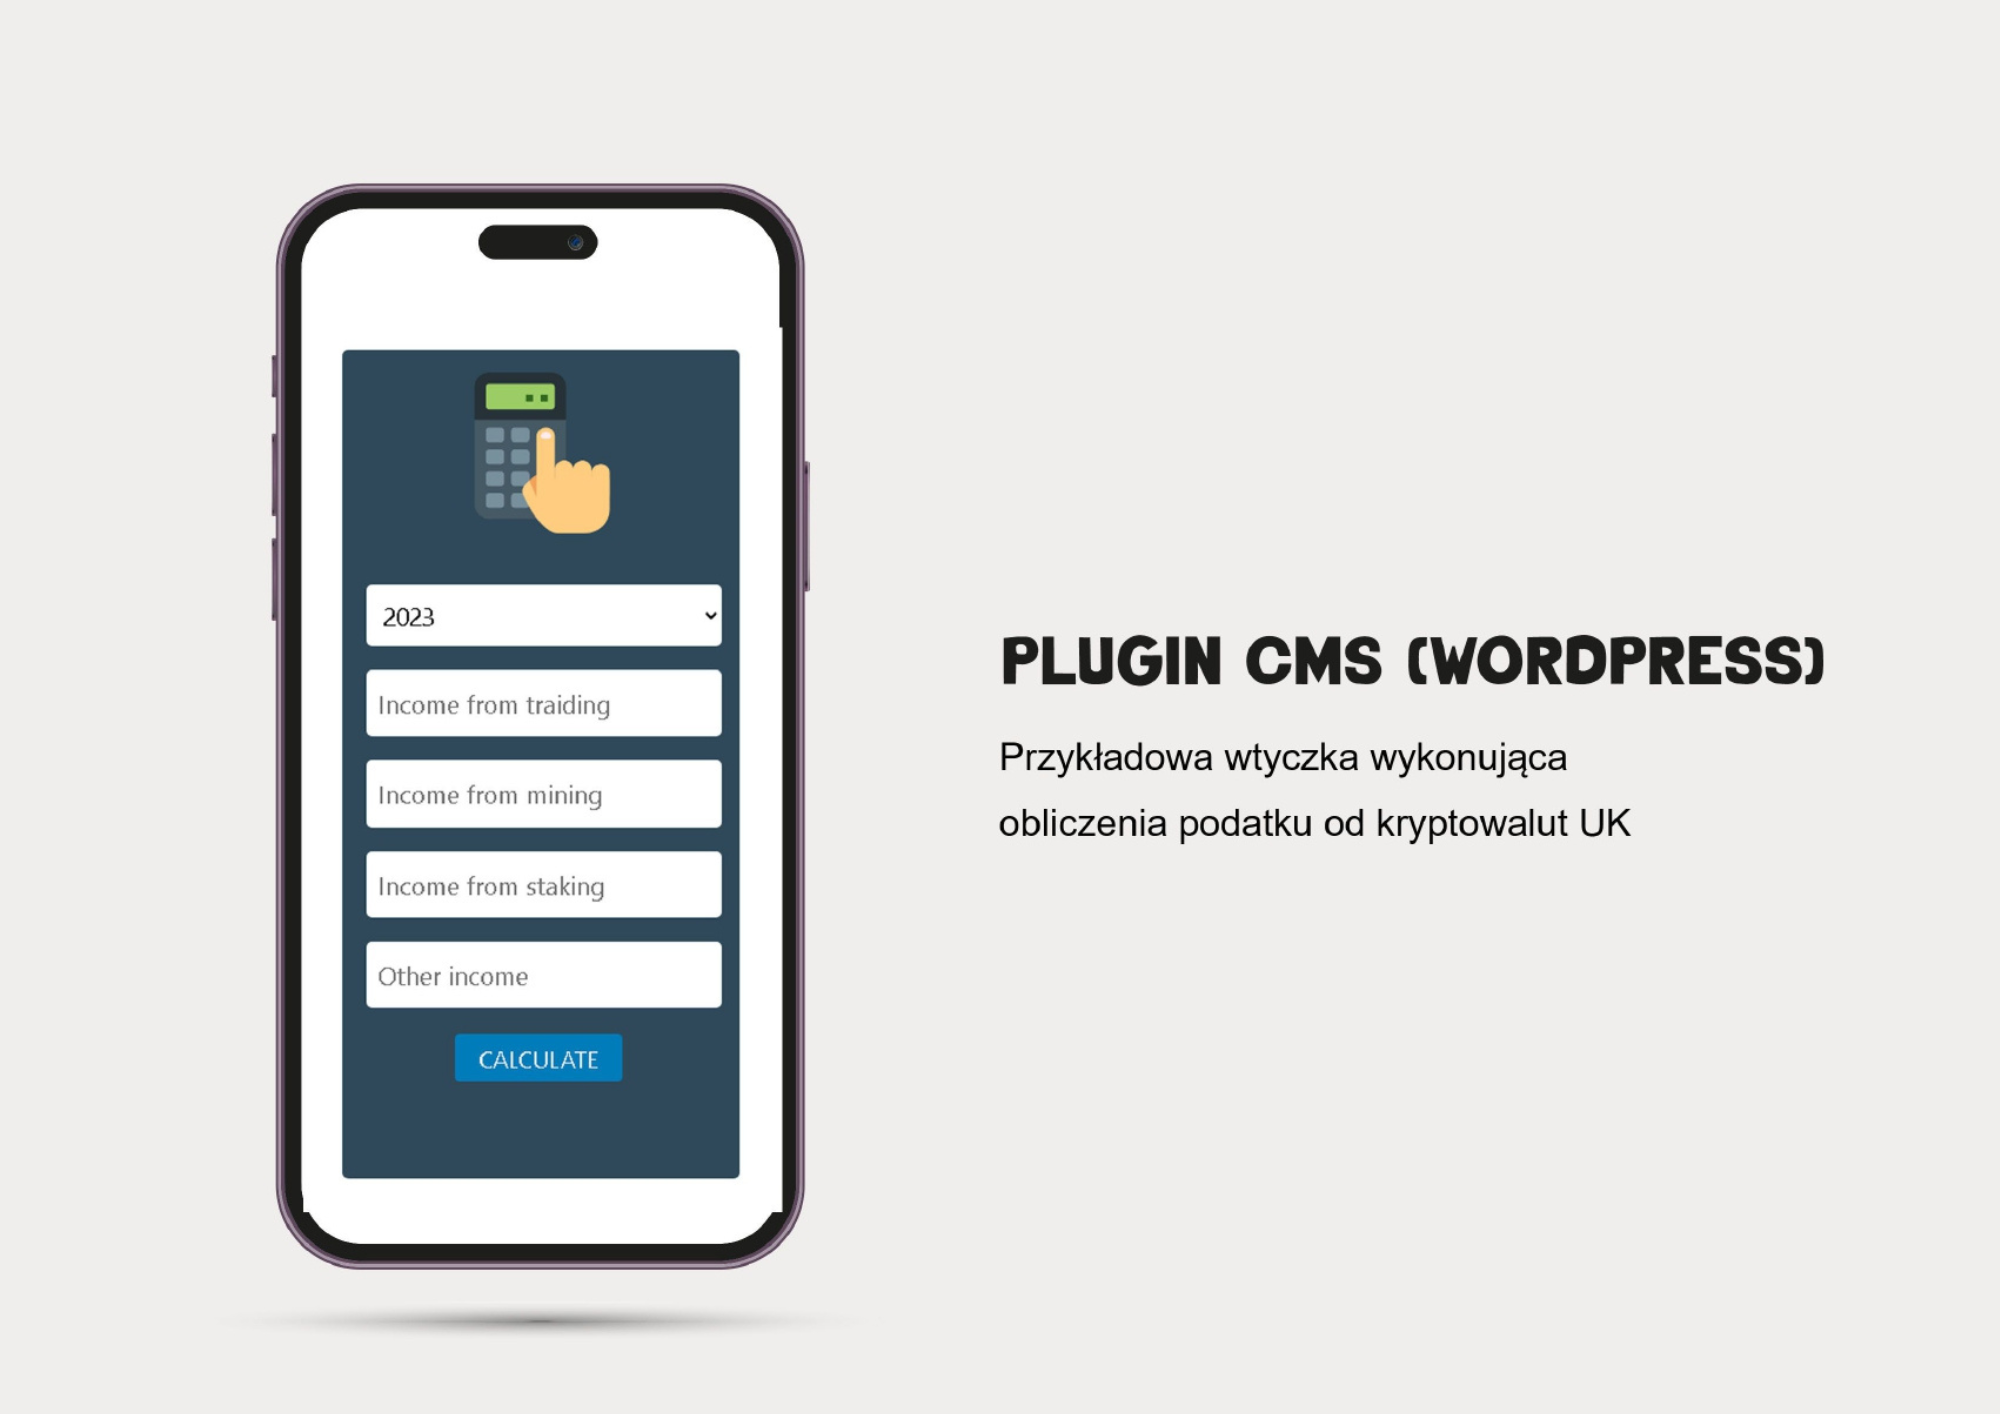 2023
Income from traiding
Income from mining
Income from staking
Other income
CALCULATE
PLUGIN CMS (WORDPRESS)
Przykładowa wtyczka wykonująca
obliczenia podatku od kryptowalut UK